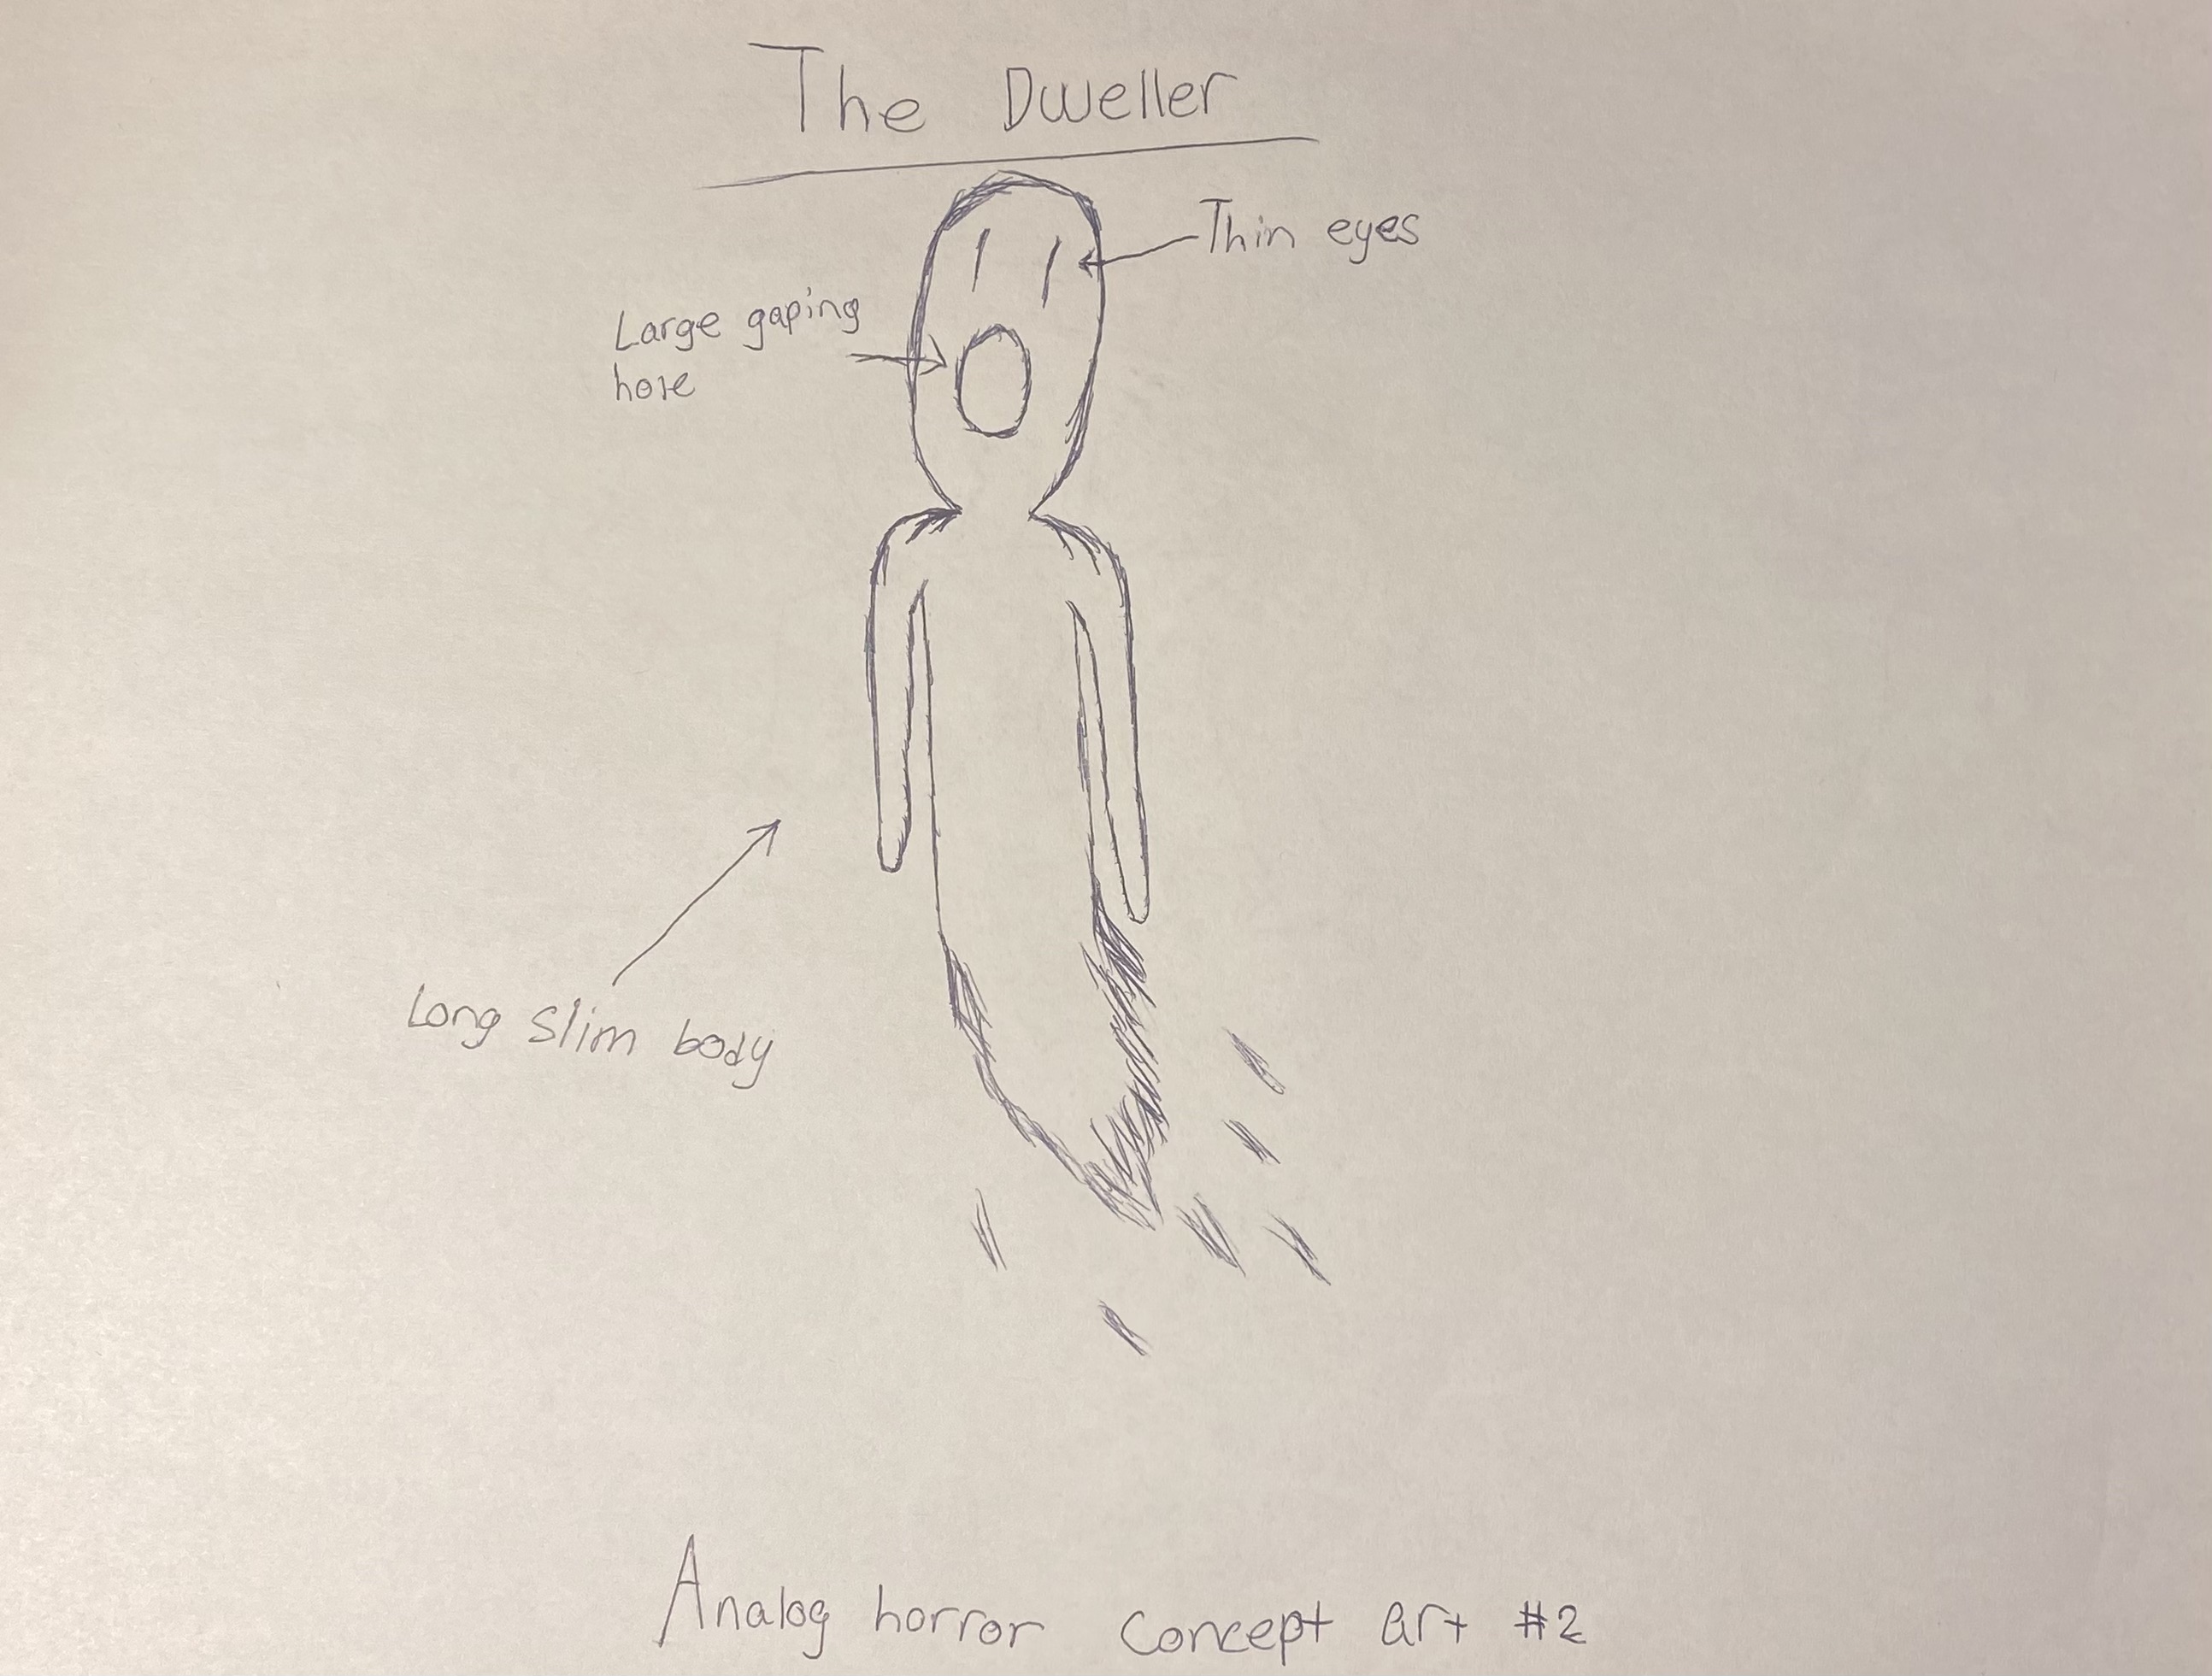 The Dweller
Thin eyes
Large gaping
hole
Long slim body
Analog horror concept art #2